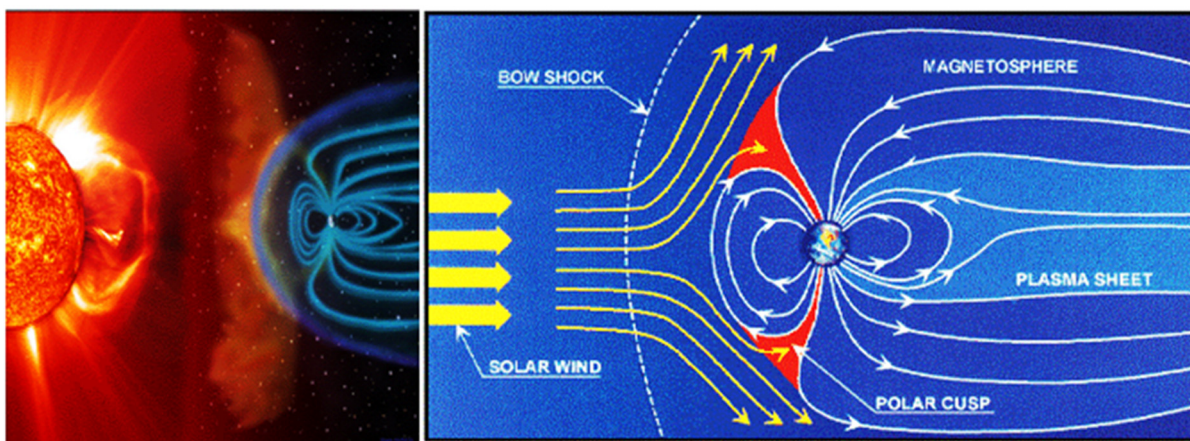 BOW SHOCK
MAGNETOSPHERE
PLASMA SHEET
SOLAR WIND
POLAR CUSP